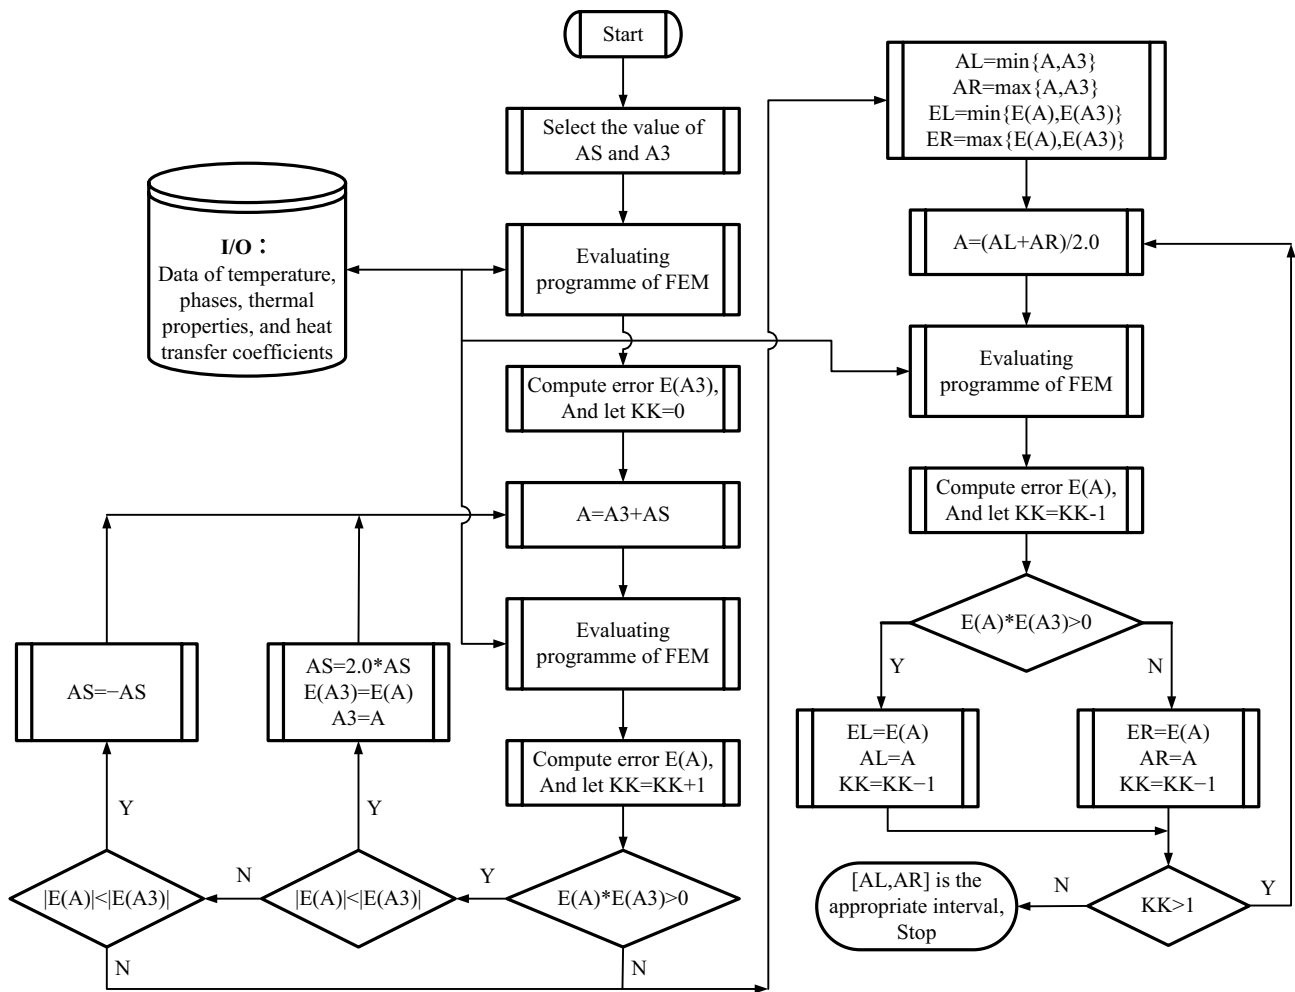 Start
Select the value of
AS and A3
I/O：
Data of temperature,
phases, thermal
properties, and heat
transfer coefficients
Evaluating
programme of FEM
Compute error E(A3),
And let KK=0
A=A3+AS
Evaluating
programme of FEM
Compute error E(A),
And let KK=KK+1
E(A)*E(A3)>0
Y
N
|E(A)|<|E(A3)|
Y
N
AS=2.0*AS
E(A3)=E(A)
A3=A
|E(A)|<|E(A3)|
Y
N
AS=−AS
AL=min{A,A3}
AR=max{A,A3}
EL=min{E(A),E(A3)}
ER=max{E(A),E(A3)}
A=(AL+AR)/2.0
Evaluating
programme of FEM
Compute error E(A),
And let KK=KK-1
E(A)*E(A3)>0
Y
N
EL=E(A)
AL=A
KK=KK−1
ER=E(A)
AR=A
KK=KK−1
KK>1
N
Y
[AL,AR] is the
appropriate interval,
Stop